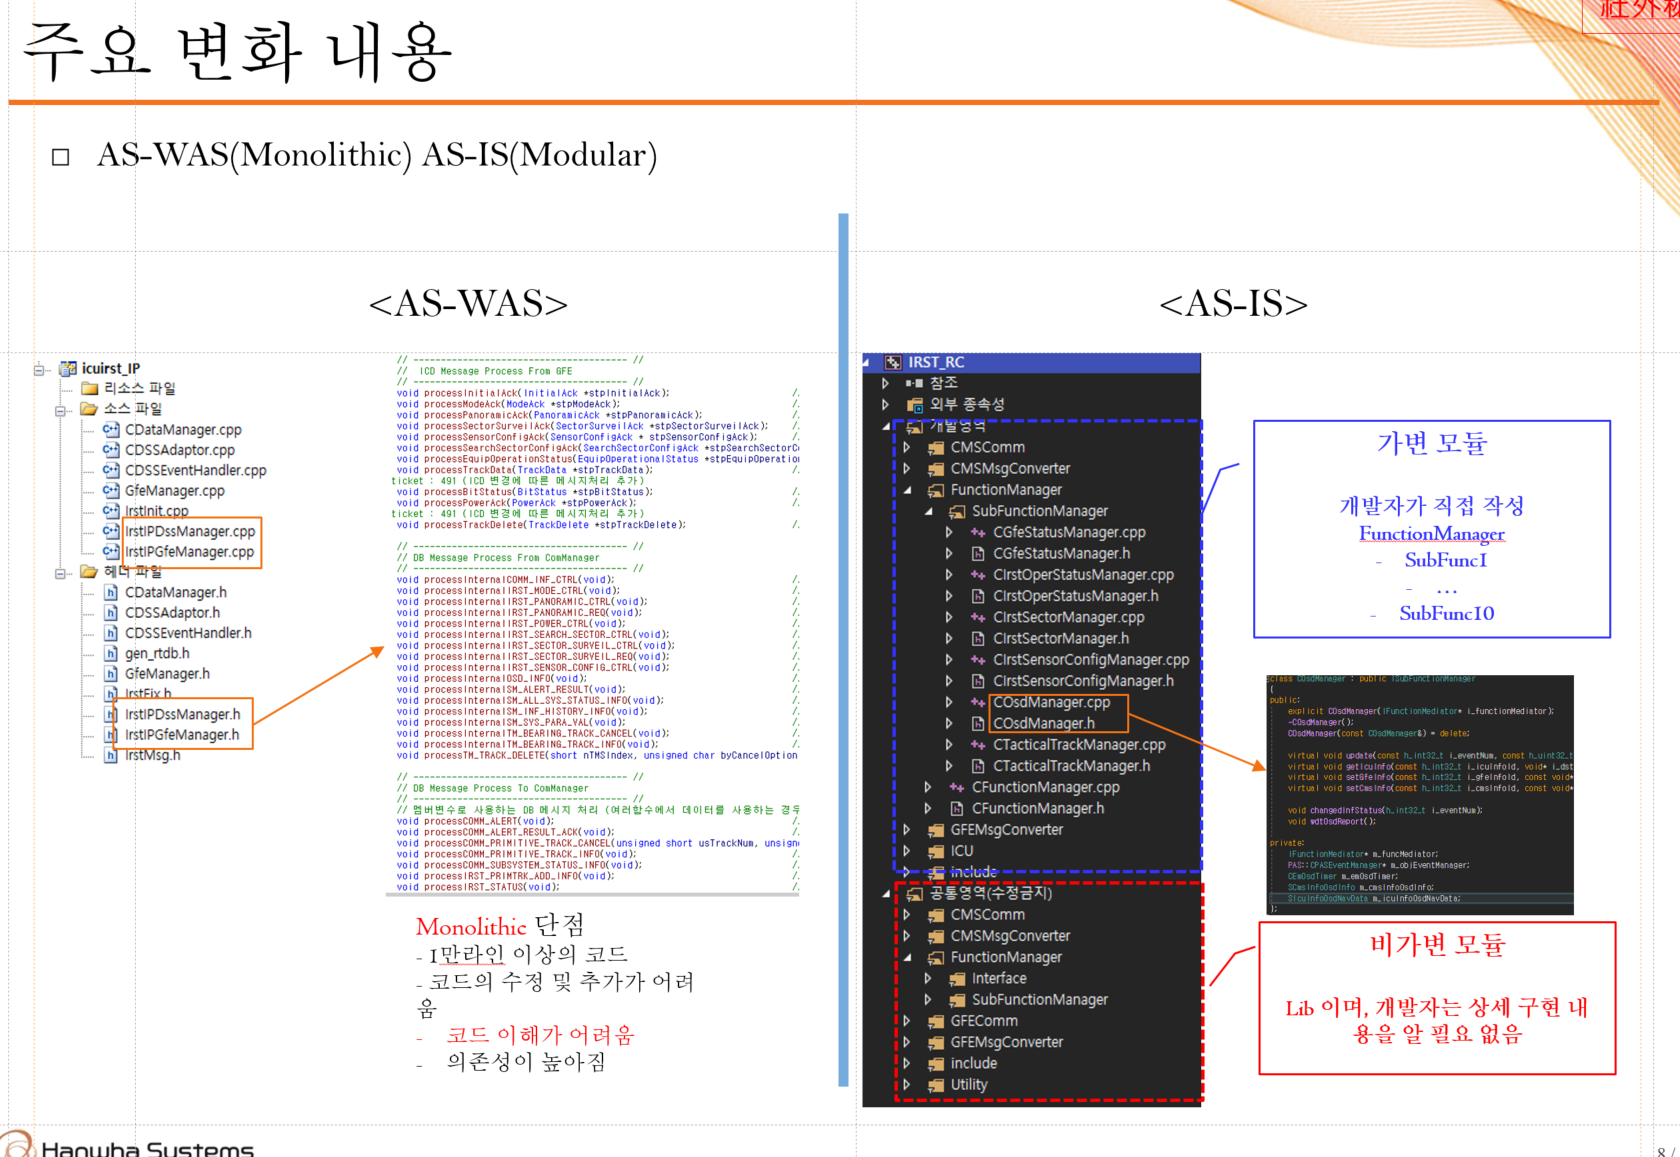 社外秘
주요 변화 내용
□ AS-WAS(Monolithic) AS-IS(Modular)
<AS-WAS>
icuirst_IP
리소스 파일
소스 파일
CDataManager.cpp
CDSSAdaptor.cpp
CDSSEventHandler.cpp
GfeManager.cpp
IrstInit.cpp
IrstIPDssManager.cpp
IrstIPGfeManager.cpp
헤더 파일
CDataManager.h
CDSSAdaptor.h
CDSSEventHandler.h
gen_rtdb.h
GfeManager.h
IrstFix.h
IrstIPDssManager.h
IrstIPGfeManager.h
IrstMsg.h
// -------------------------------------- //
// ICD Message Process From GFE
// -------------------------------------- //
void processInitialAck(InitialAck *stpInitialAck); /.
void processModeAck(ModeAck *stpModeAck); /.
void processPanoramicAck(PanoramicAck *stpPanoramicAck); /.
void processSectorSurveilAck(SectorSurveilAck *stpSectorSurveilAck); /.
void processSensorConfigAck(SensorConfigAck * stpSensorConfigAck); /.
void processSearchSectorConfigAck(SearchSectorConfigAck *stpSearchSectorCo
void processEquipOperationStatus(EquipOperationalStatus *stpEquipOperation
void processTrackData(TrackData *stpTrackData); /.
ticket : 491 (ICD 변경에 따른 메시지처리 추가)
void processBitStatus(BitStatus *stpBitStatus); /.
void processPowerAck(PowerAck *stpPowerAck); /.
ticket : 491 (ICD 변경에 따른 메시지처리 추가)
void processTrackDelete(TrackDelete *stpTrackDelete); /.
// -------------------------------------- //
// DB Message Process From ComManager
// -------------------------------------- //
void processInternalCOMM_INF_CTRL(void); /.
void processInternalIRST_MODE_CTRL(void); /.
void processInternalIRST_PANORAMIC_CTRL(void); /.
void processInternalIRST_PANORAMIC_REQ(void); /.
void processInternalIRST_POWER_CTRL(void); /.
void processInternalIRST_SEARCH_SECTOR_CTRL(void); /.
void processInternalIRST_SECTOR_SURVEIL_CTRL(void); /.
void processInternalIRST_SECTOR_SURVEIL_REQ(void); /.
void processInternalIRST_SENSOR_CONFIG_CTRL(void); /.
void processInternalOSD_INFO(void); /.
void processInternalSM_ALERT_RESULT(void); /.
void processInternalSM_ALL_SYS_STATUS_INFO(void); /.
void processInternalSM_INF_HISTORY_INFO(void); /.
void processInternalSM_SYS_PARA_VAL(void); /.
void processInternalTM_BEARING_TRACK_CANCEL(void); /.
void processInternalTM_BEARING_TRACK_INFO(void); /.
void processTM_TRACK_DELETE(short nTMSIndex, unsigned char byCancelOption
// -------------------------------------- //
// DB Message Process To ComManager
// -------------------------------------- //
// 멤버변수로 사용하는 DB 메시지 처리 (여러함수에서 데이터를 사용하는 경우
void processCOMM_ALERT(void); /.
void processCOMM_ALERT_RESULT_ACK(void); /.
void processCOMM_PRIMITIVE_TRACK_CANCEL(unsigned short usTrackNum, unsigne
void processCOMM_PRIMITIVE_TRACK_INFO(void); /.
void processCOMM_SUBSYSTEM_STATUS_INFO(void); /.
void processIRST_PRIMTRK_ADD_INFO(void); /.
void processIRST_STATUS(void); /.
Monolithic 단점
- 1만라인 이상의 코드
- 코드의 수정 및 추가가 어려
움
- 코드 이해가 어려움
- 의존성이 높아짐
<AS-IS>
IRST_RC
참조
외부 종속성
개발영역
CMSComm
CMSMsgConverter
FunctionManager
SubFunctionManager
CGfeStatusManager.cpp
CGfeStatusManager.h
CIrstOperStatusManager.cpp
CIrstOperStatusManager.h
CIrstSectorManager.cpp
CIrstSectorManager.h
CIrstSensorConfigManager.cpp
CIrstSensorConfigManager.h
COsdManager.cpp
COsdManager.h
CTacticalTrackManager.cpp
CTacticalTrackManager.h
CFunctionManager.cpp
CFunctionManager.h
GFEMsgConverter
ICU
include
공통영역(수정금지)
CMSComm
CMSMsgConverter
FunctionManager
Interface
SubFunctionManager
GFEComm
GFEMsgConverter
include
Utility
가변 모듈
개발자가 직접 작성
FunctionManager
- SubFunc1
- …
- SubFunc10
class COsdManager : public ISubFunctionManager
{
public:
explicit COsdManager(IFunctionMediator* i_functionMediator);
~COsdManager();
COsdManager(const COsdManager&) = delete;
virtual void update(const h_int32_t i_eventNum, const h_uint32_t
virtual void getIcuInfo(const h_int32_t i_icuInfoId, void* i_dst
virtual void setGfeInfo(const h_int32_t i_gfeInfoId, const void*
virtual void setCmsInfo(const h_int32_t i_cmsInfoId, const void*
void changedInfStatus(h_int32_t i_eventNum);
void wdtOsdReport();
private:
IFunctionMediator* m_funcMediator;
PAS::CPASEventManager* m_objEventManager;
CEmOsdTimer m_emOsdTimer;
SCmsInfoOsdInfo m_cmsInfoOsdInfo;
SIcuInfoOsdNavData m_icuInfoOsdNavData;
};
비가변 모듈
Lib 이며, 개발자는 상세 구현 내
용을 알 필요 없음
Hanwha Systems
8 /